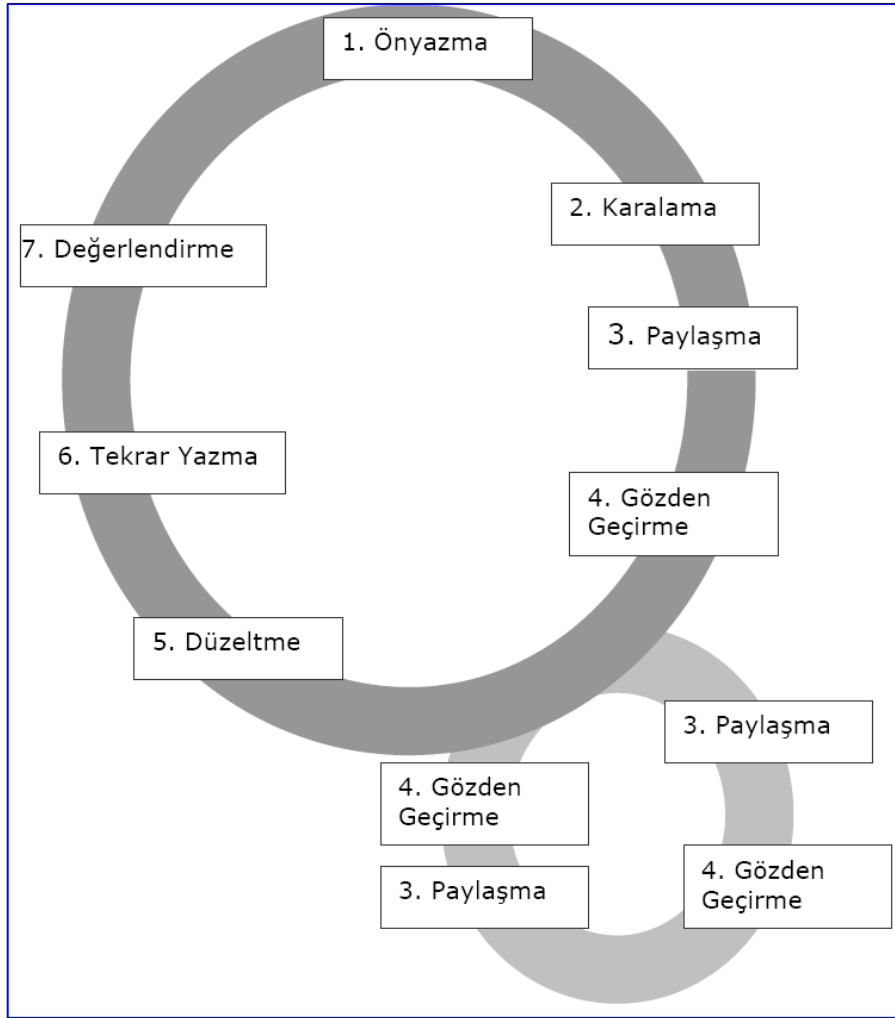 1. Önyazma
2. Karalama
3. Paylaşma
4. Gözden
Geçirme
5. Düzeltme
6. Tekrar Yazma
7. Değerlendirme
3. Paylaşma
4. Gözden
Geçirme
3. Paylaşma
4. Gözden
Geçirme